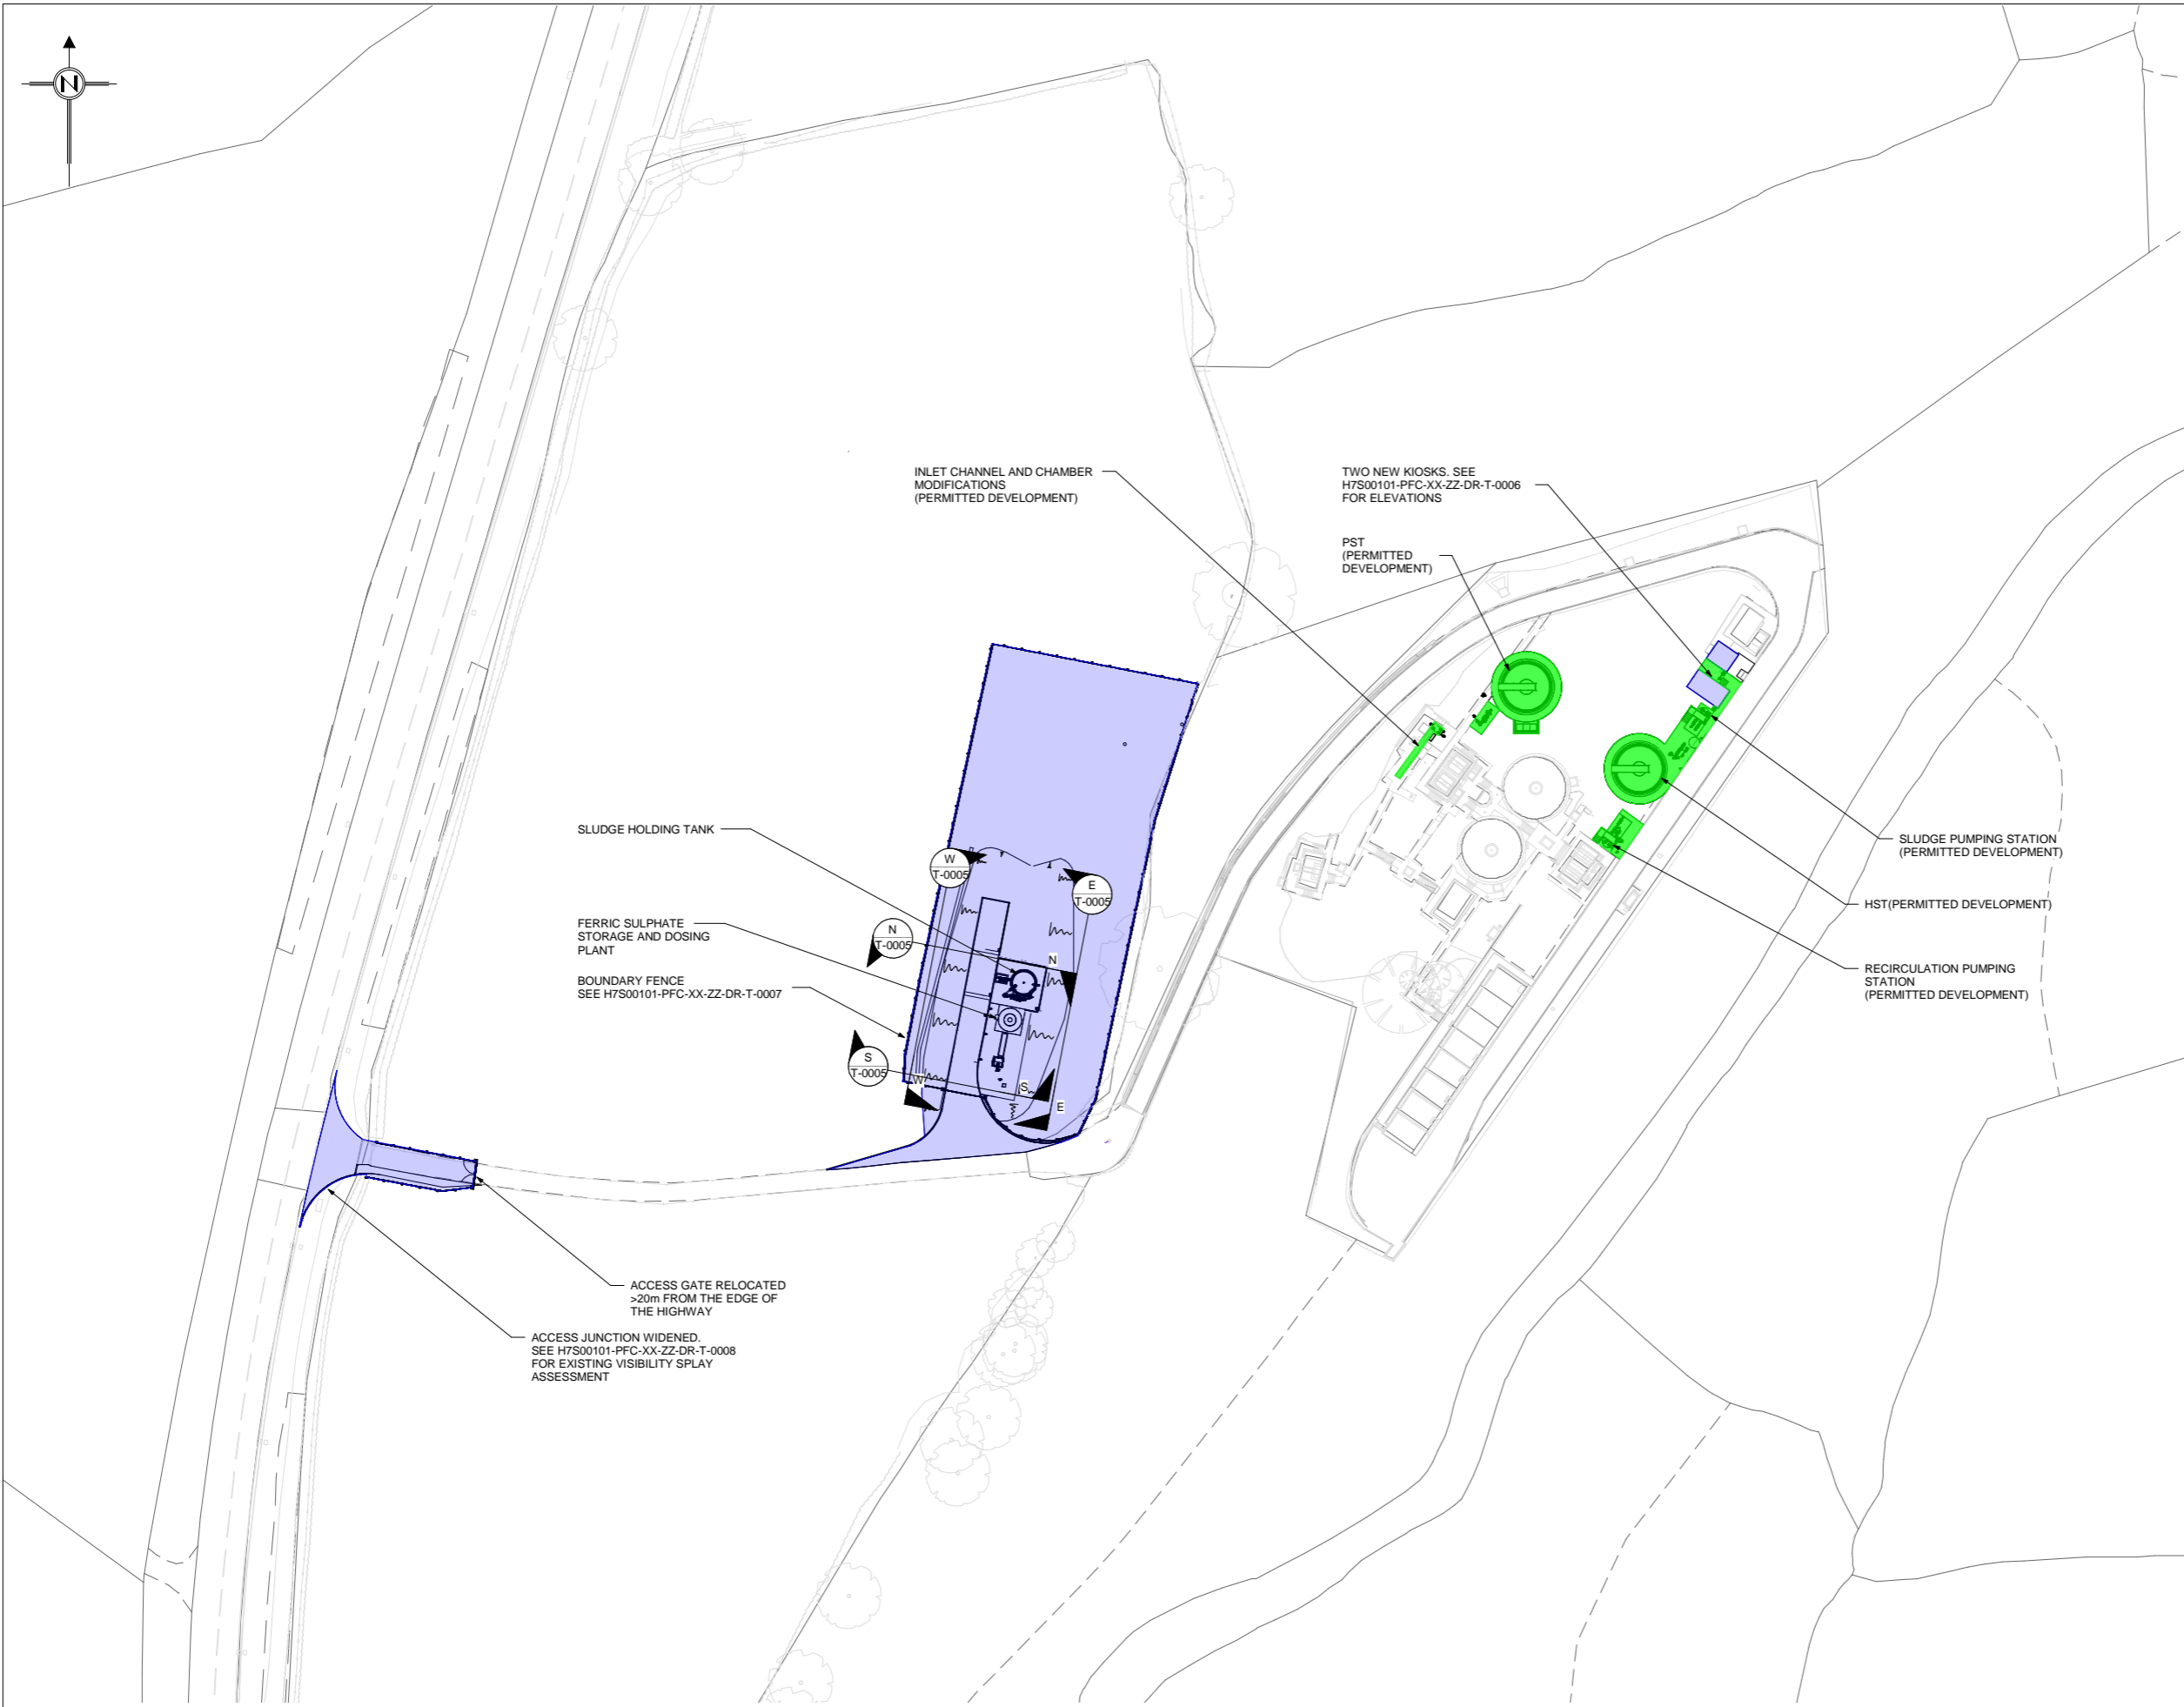 N
INLET CHANNEL AND CHAMBER
MODIFICATIONS
(PERMITTED DEVELOPMENT)
TWO NEW KIOSKS. SEE
H7S00101-PFC-XX-ZZ-DR-T-0006
FOR ELEVATIONS
PST
(PERMITTED
DEVELOPMENT)
SLUDGE HOLDING TANK
W
T-0005
E
T-0005
SLUDGE PUMPING STATION
(PERMITTED DEVELOPMENT)
HST(PERMITTED DEVELOPMENT)
FERRIC SULPHATE
STORAGE AND DOSING
PLANT
N
T-0005
N
BOUNDARY FENCE
SEE H7S00101-PFC-XX-ZZ-DR-T-0007
RECIRCULATION PUMPING
STATION
(PERMITTED DEVELOPMENT)
S
T-0005
W
S
E
ACCESS GATE RELOCATED
>20m FROM THE EDGE OF
THE HIGHWAY
ACCESS JUNCTION WIDENED.
SEE H7S00101-PFC-XX-ZZ-DR-T-0008
FOR EXISTING VISIBILITY SPLAY
ASSESSMENT